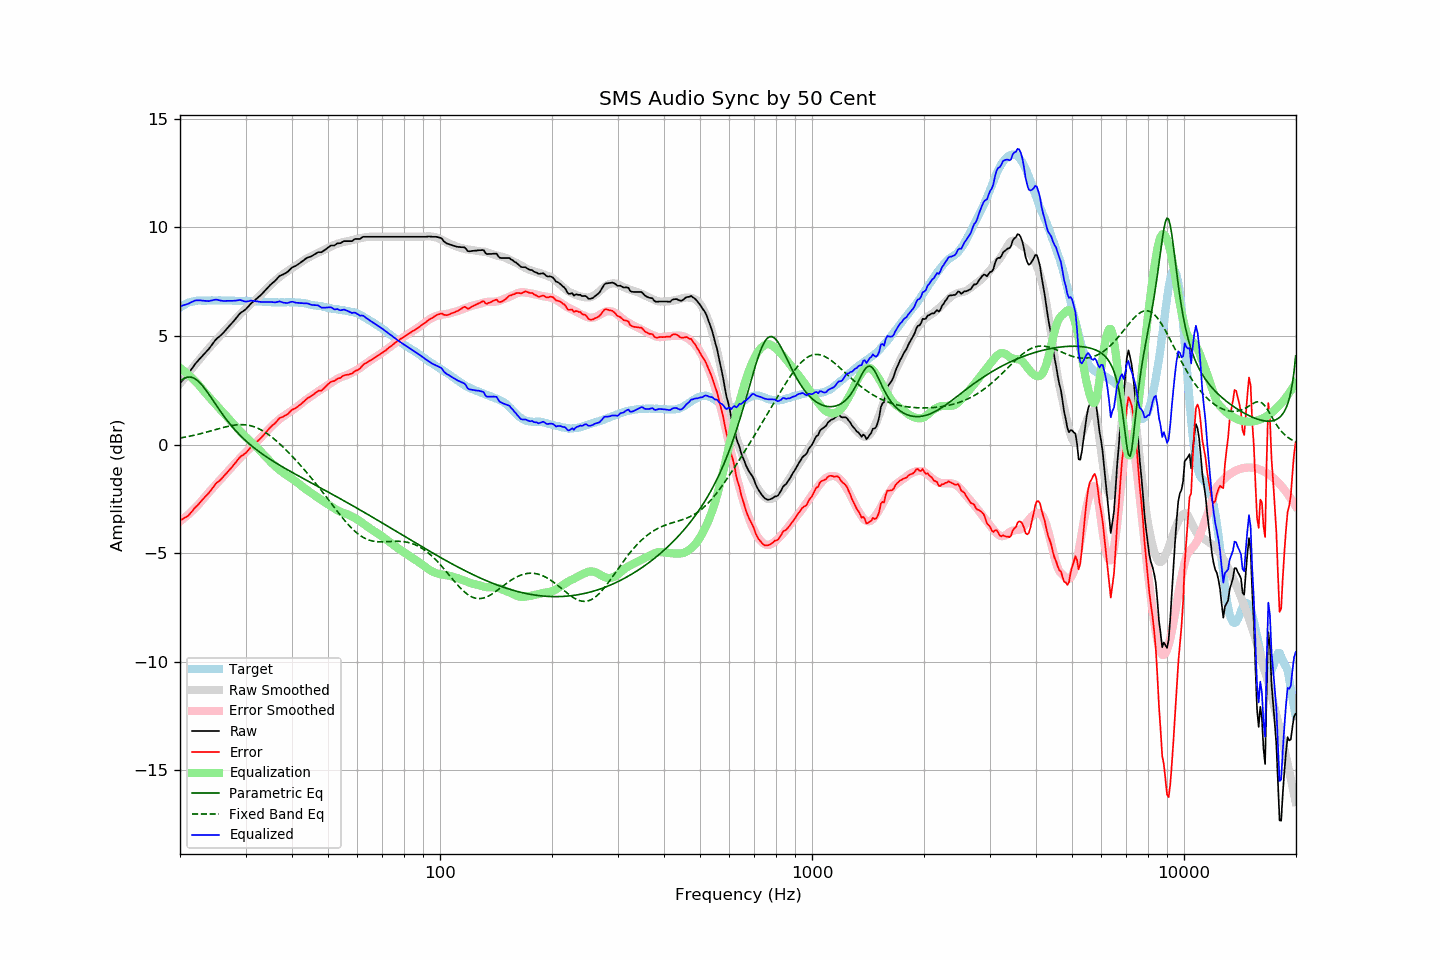 SMS Audio Sync by 50 Cent
15
10
5
0
−5
−10
−15
Amplitude (dBr)
100
1000
10000
Frequency (Hz)
Target
Raw Smoothed
Error Smoothed
Raw
Error
Equalization
Parametric Eq
Fixed Band Eq
Equalized